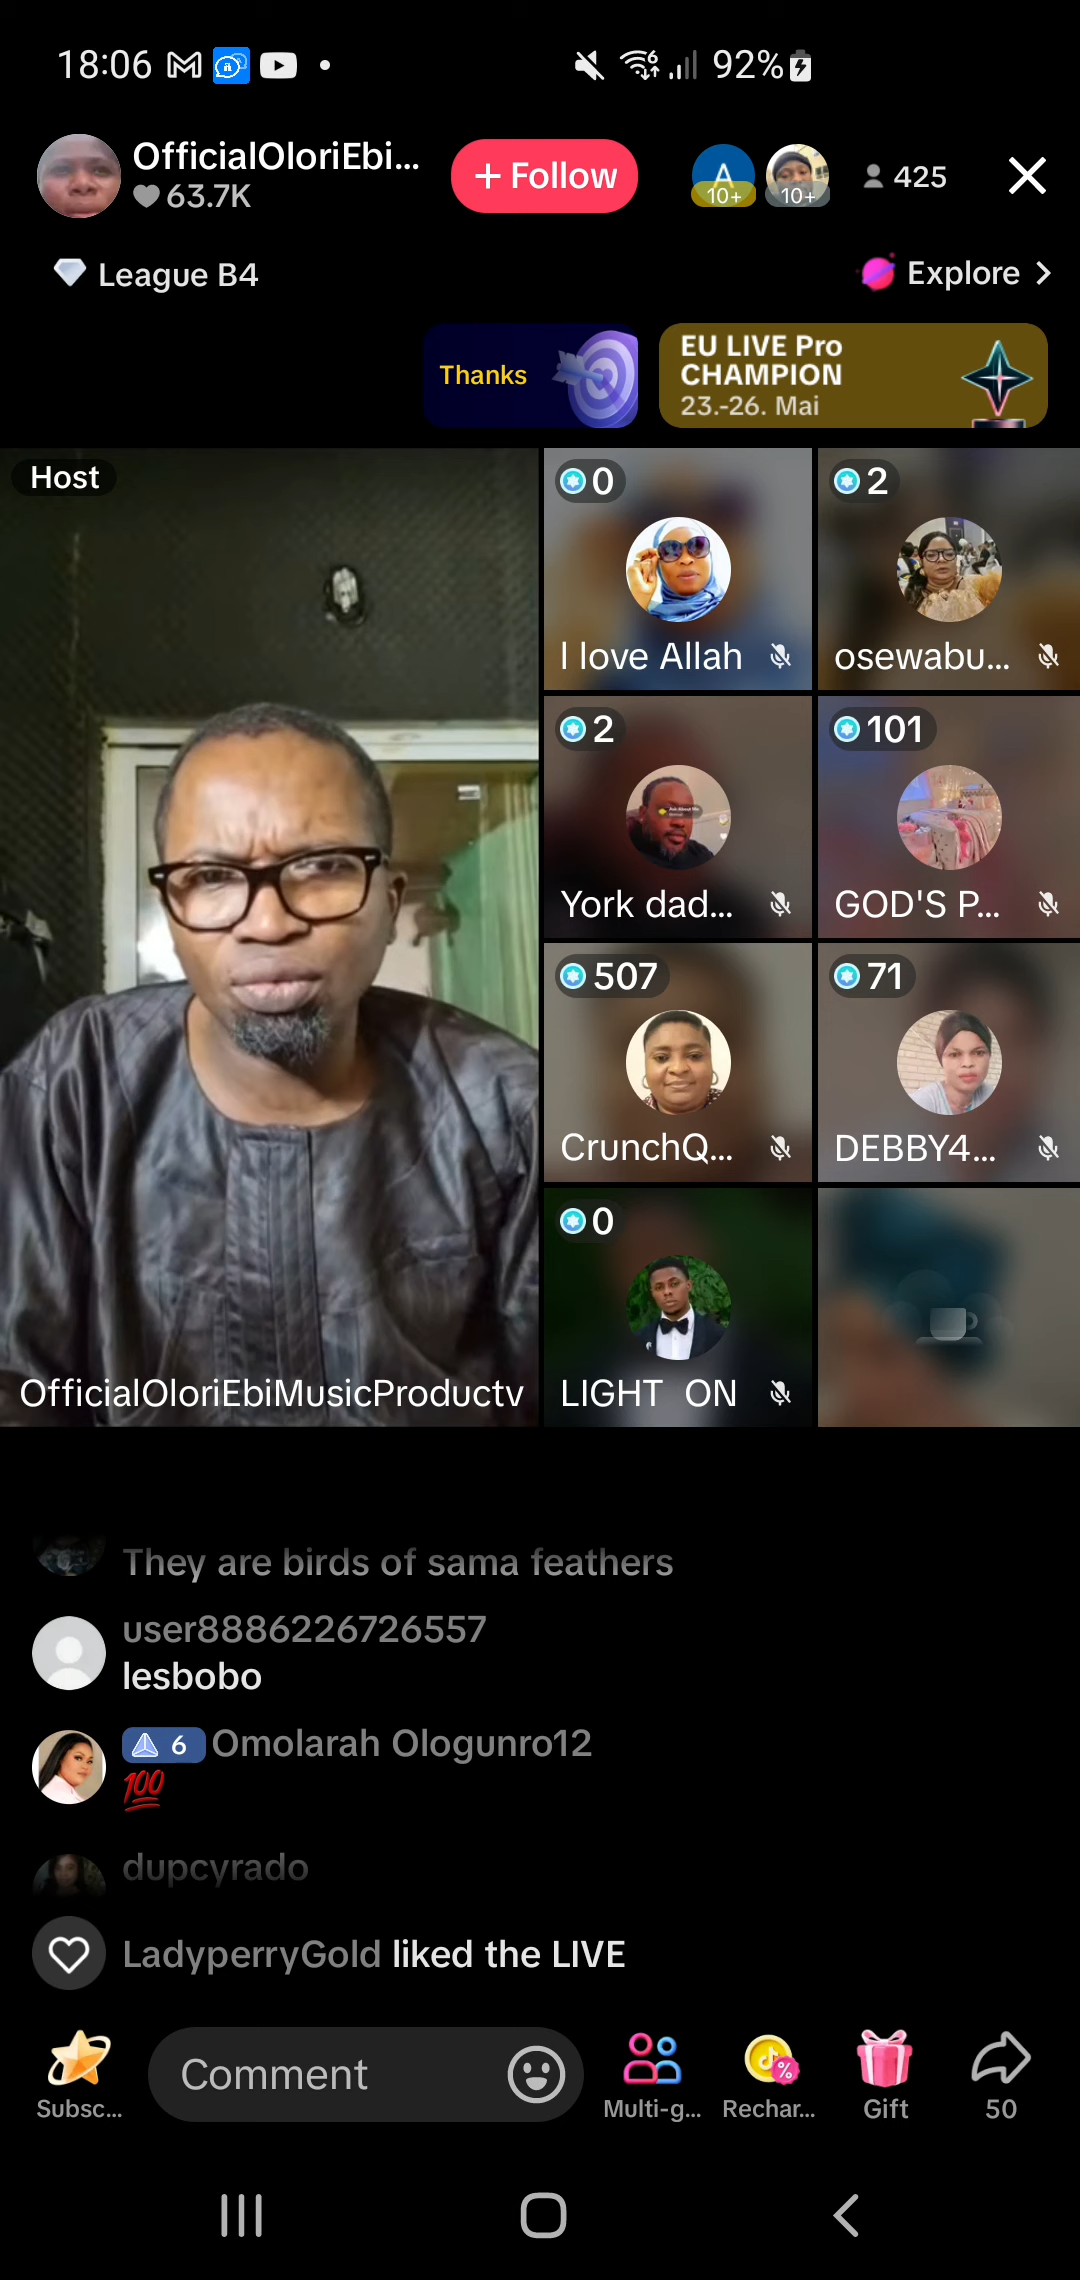 18:06
92%
OfficialOloriEbi...
63.7K
+ Follow
A
10+
10+
425
League B4
Explore
Thanks
EU LIVE Pro
CHAMPION
23.-26. Mai
Host
0
I love Allah
2
osewabu...
2
York dad...
101
GOD'S P...
507
CrunchQ...
71
DEBBY4...
0
LIGHT ON
OfficialOloriEbiMusicProductv
They are birds of sama feathers
user8886226726557
lesbobo
6 Omolarah Ologunro12
💯
dupcyrado
LadyperryGold liked the LIVE
Subsc...
Comment
Multi-g...
Rechar...
Gift
50